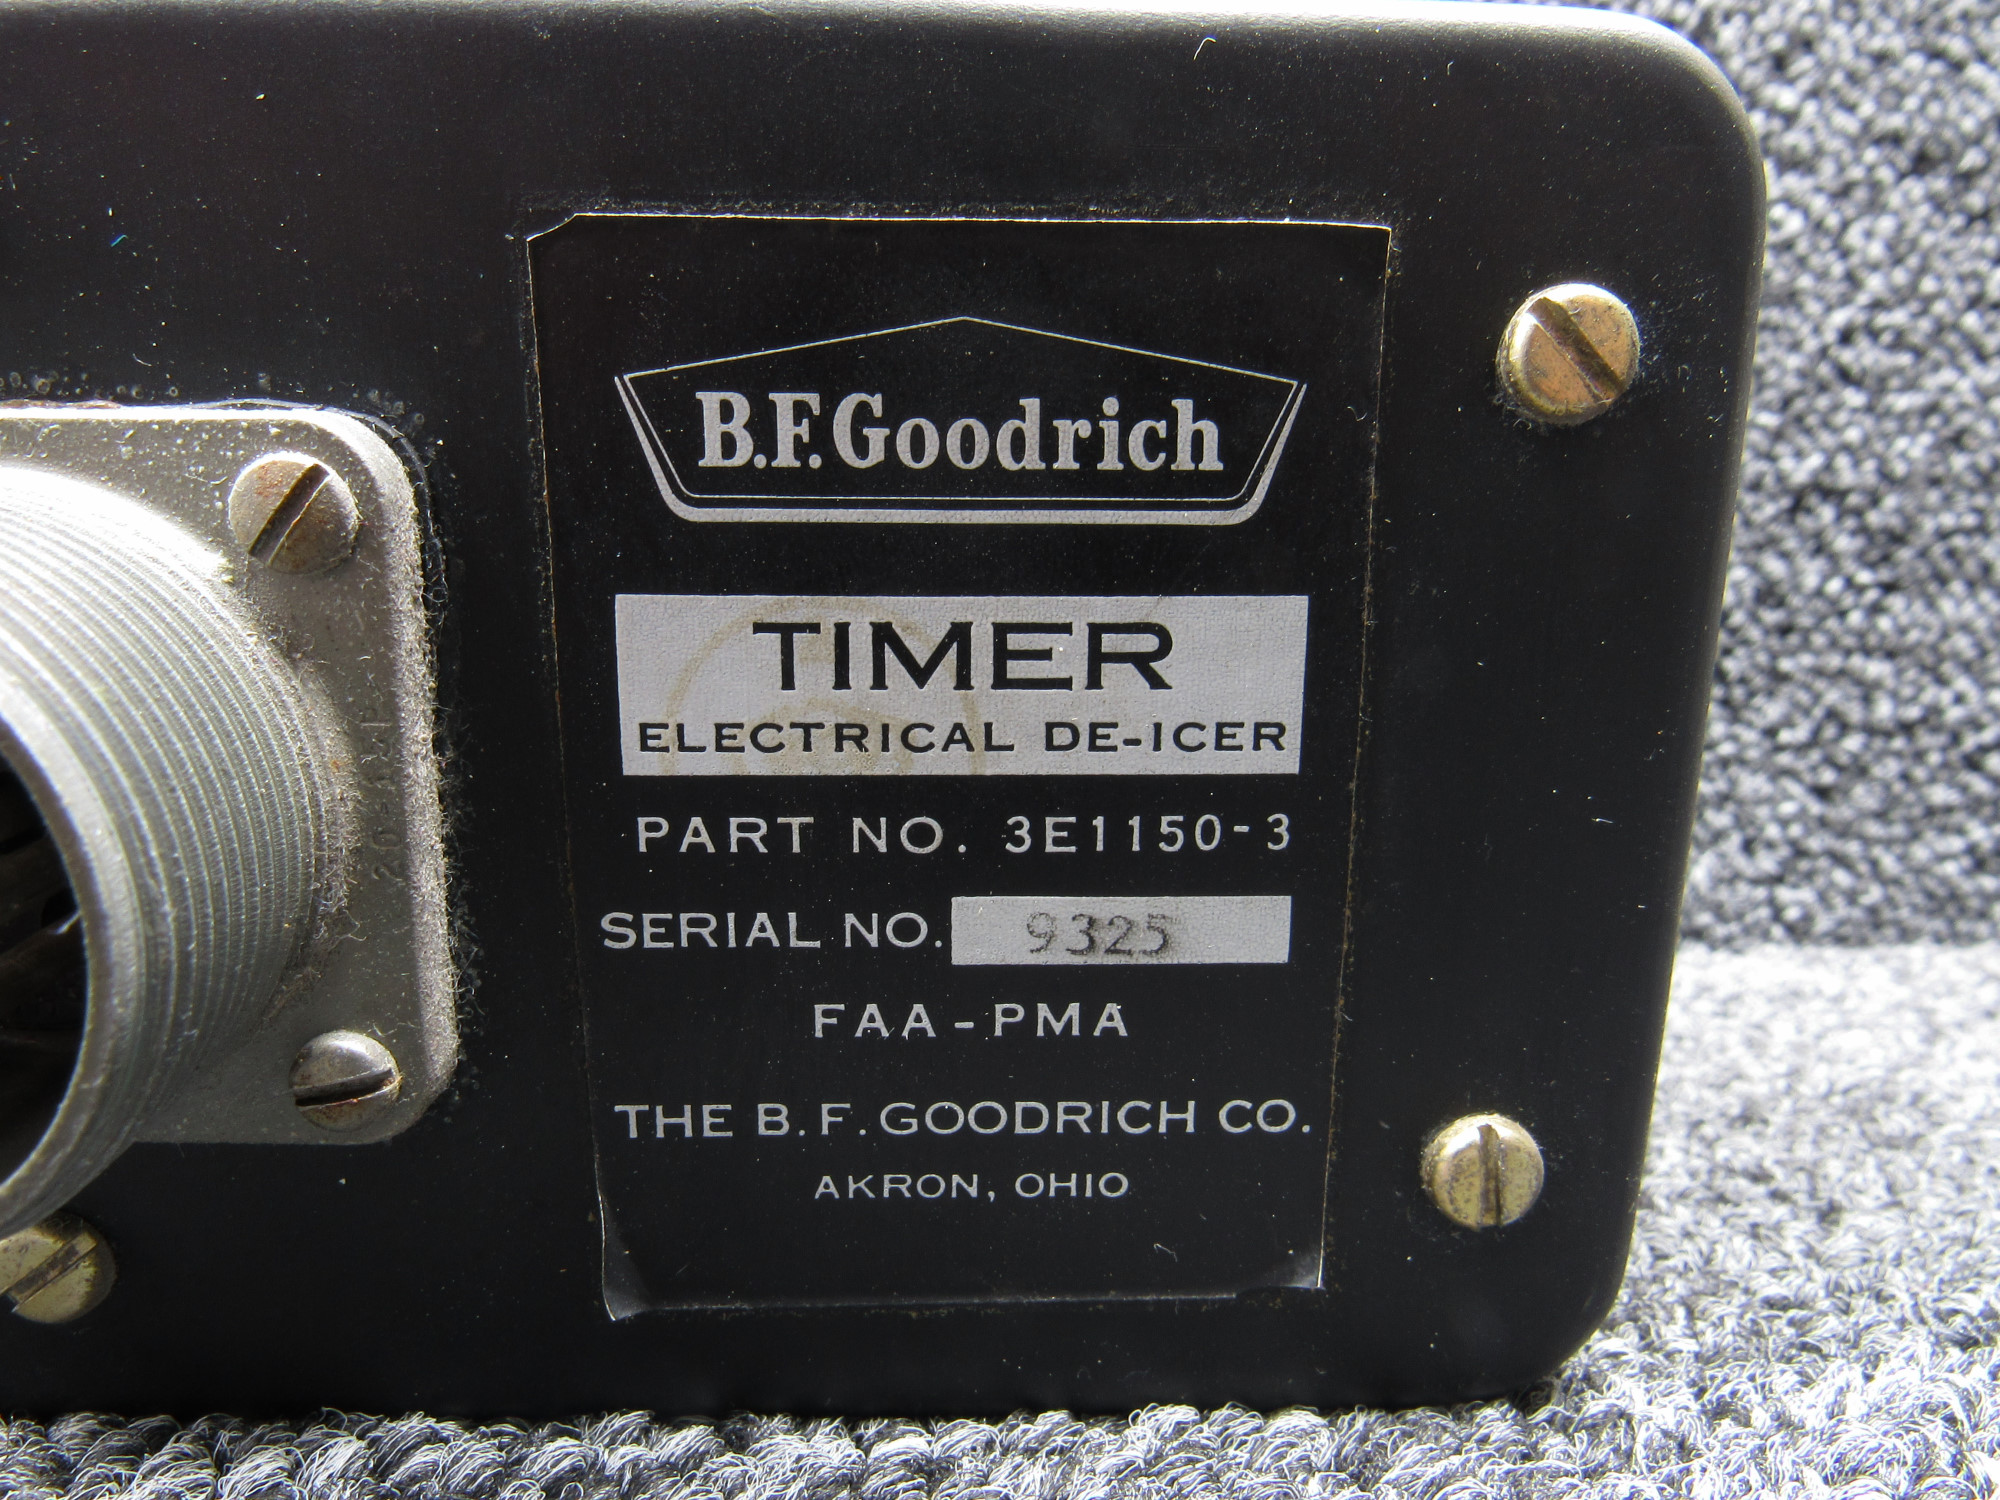 B.F.Goodrich
TIMER
ELECTRICAL DE-ICER
PART NO. 3E1150-3
SERIAL NO. 9325
FAA-PMA
THE B.F.GOODRICH CO.
AKRON, OHIO